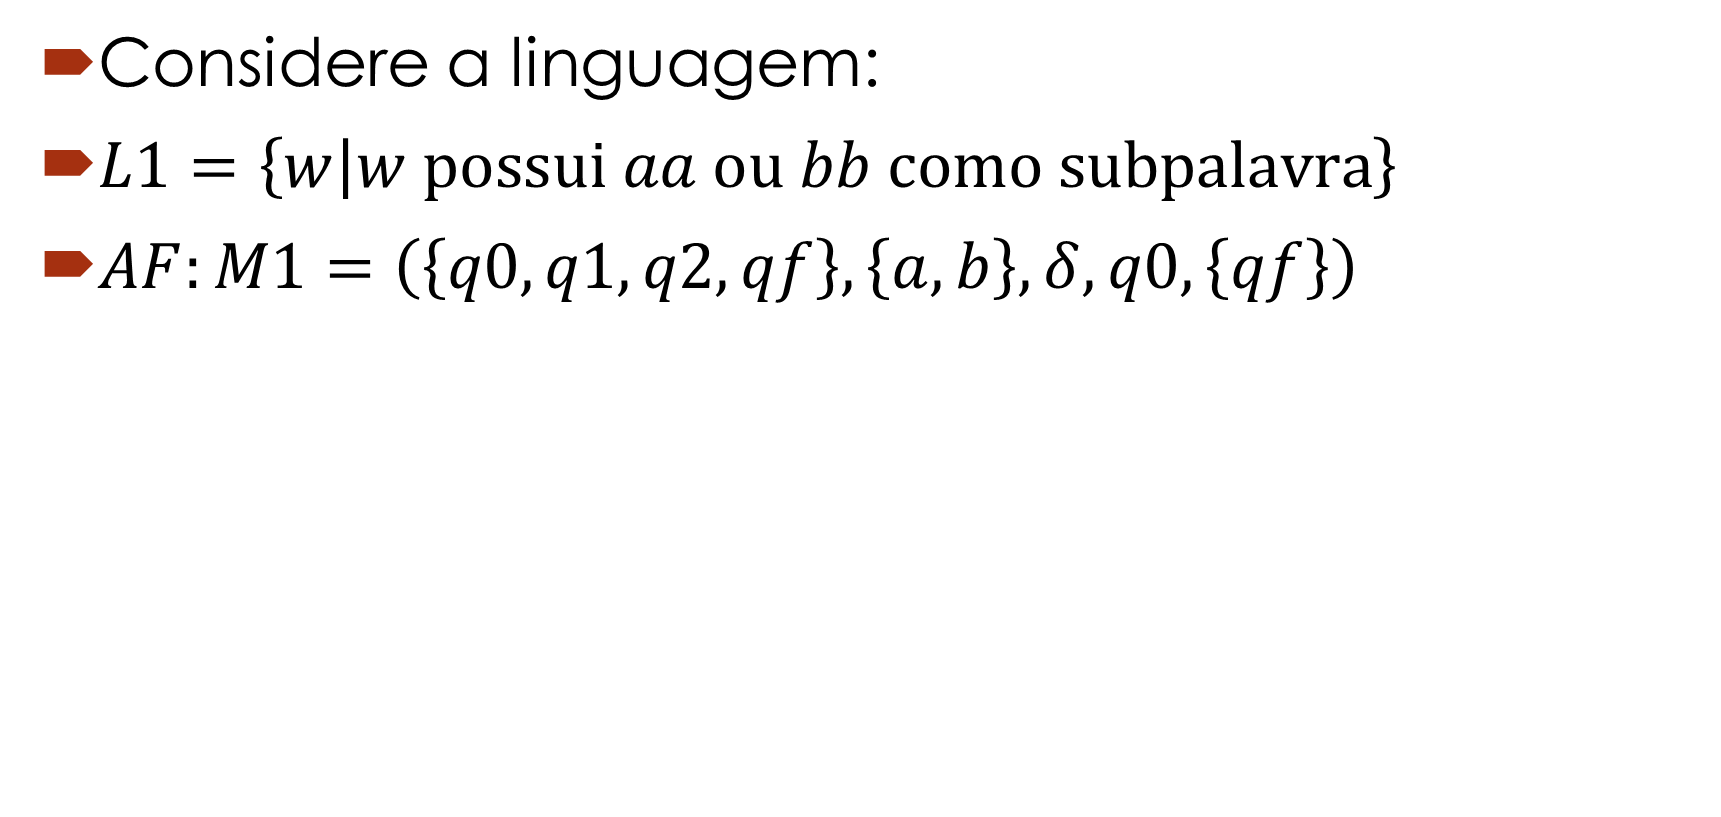 Considere a linguagem:
L1 = {w|w possui aa ou bb como subpalavra}
AF: M1 = ({q0, q1, q2, qf}, {a, b}, δ, q0, {qf})